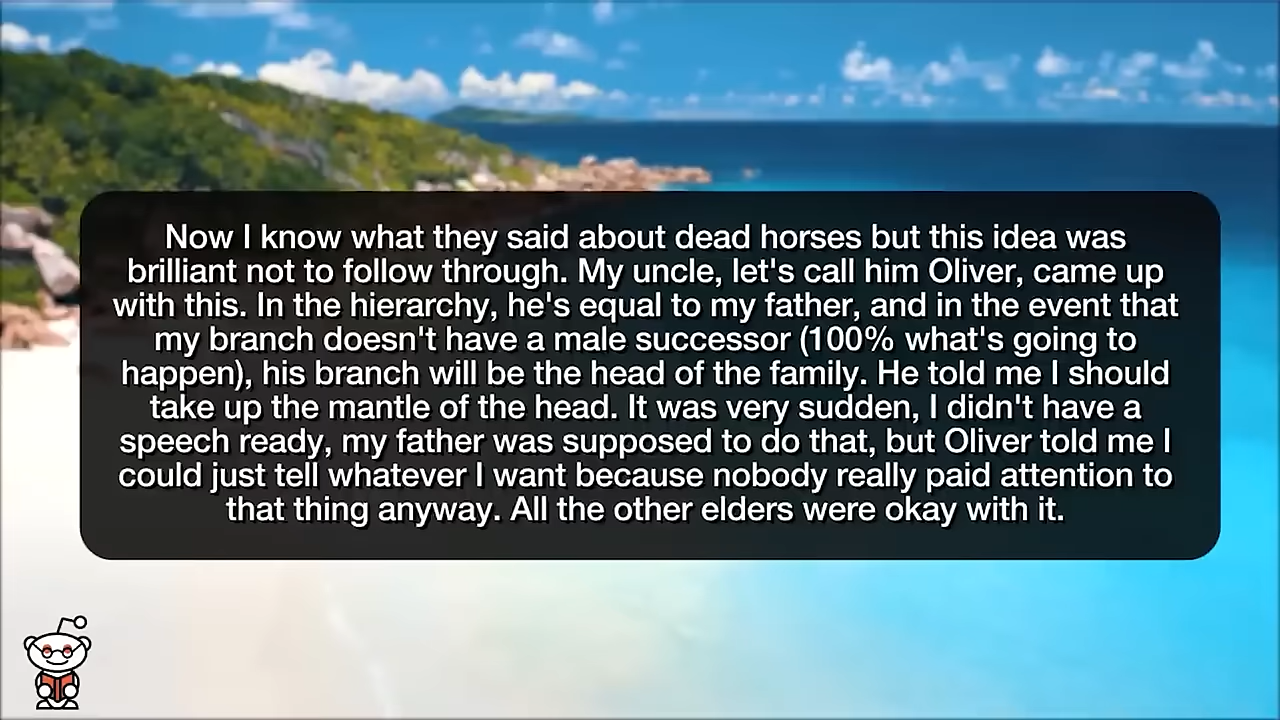 Now I know what they said about dead horses but this idea was
brilliant not to follow through. My uncle, let's call him Oliver, came up
with this. In the hierarchy, he's equal to my father, and in the event that
my branch doesn't have a male successor (100% what's going to
happen), his branch will be the head of the family. He told me I should
take up the mantle of the head. It was very sudden, I didn't have a
speech ready, my father was supposed to do that, but Oliver told me I
could just tell whatever I want because nobody really paid attention to
that thing anyway. All the other elders were okay with it.